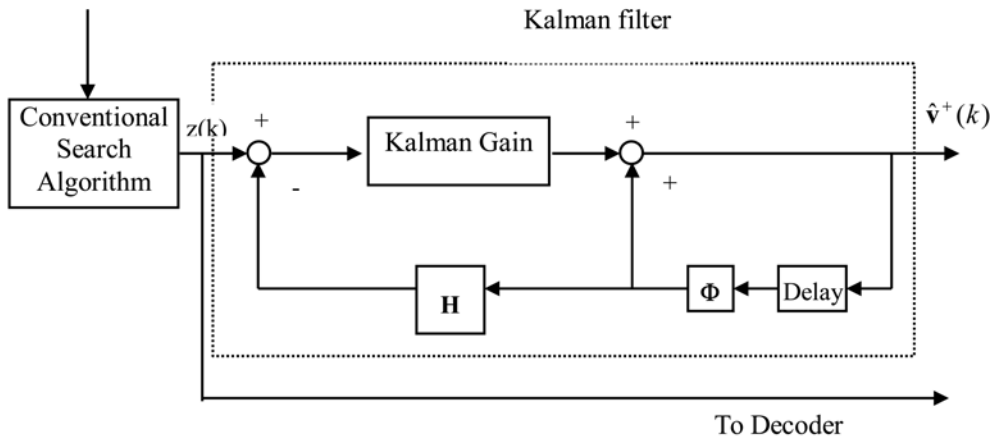 Kalman filter
Conventional
Search
Algorithm
z(k)
+
-
Kalman Gain
+
+
v̂⁺(k)
H
Φ
Delay
To Decoder